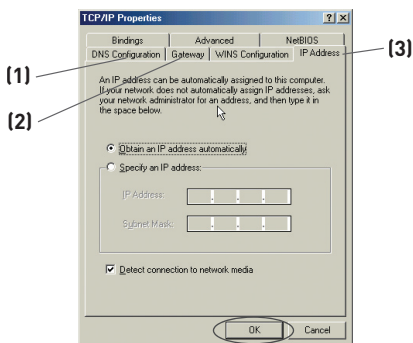 TCP/IP Properties
Bindings Advanced NetBIOS
DNS Configuration Gateway WINS Configuration IP Address
(1)
(2)
(3)
An IP address can be automatically assigned to this computer.
If your network does not automatically assign IP addresses, ask
your network administrator for an address, and then type it in
the space below.
Obtain an IP address automatically
Specify an IP address:
IP Address:
Subnet Mask:
Detect connection to network media
OK Cancel